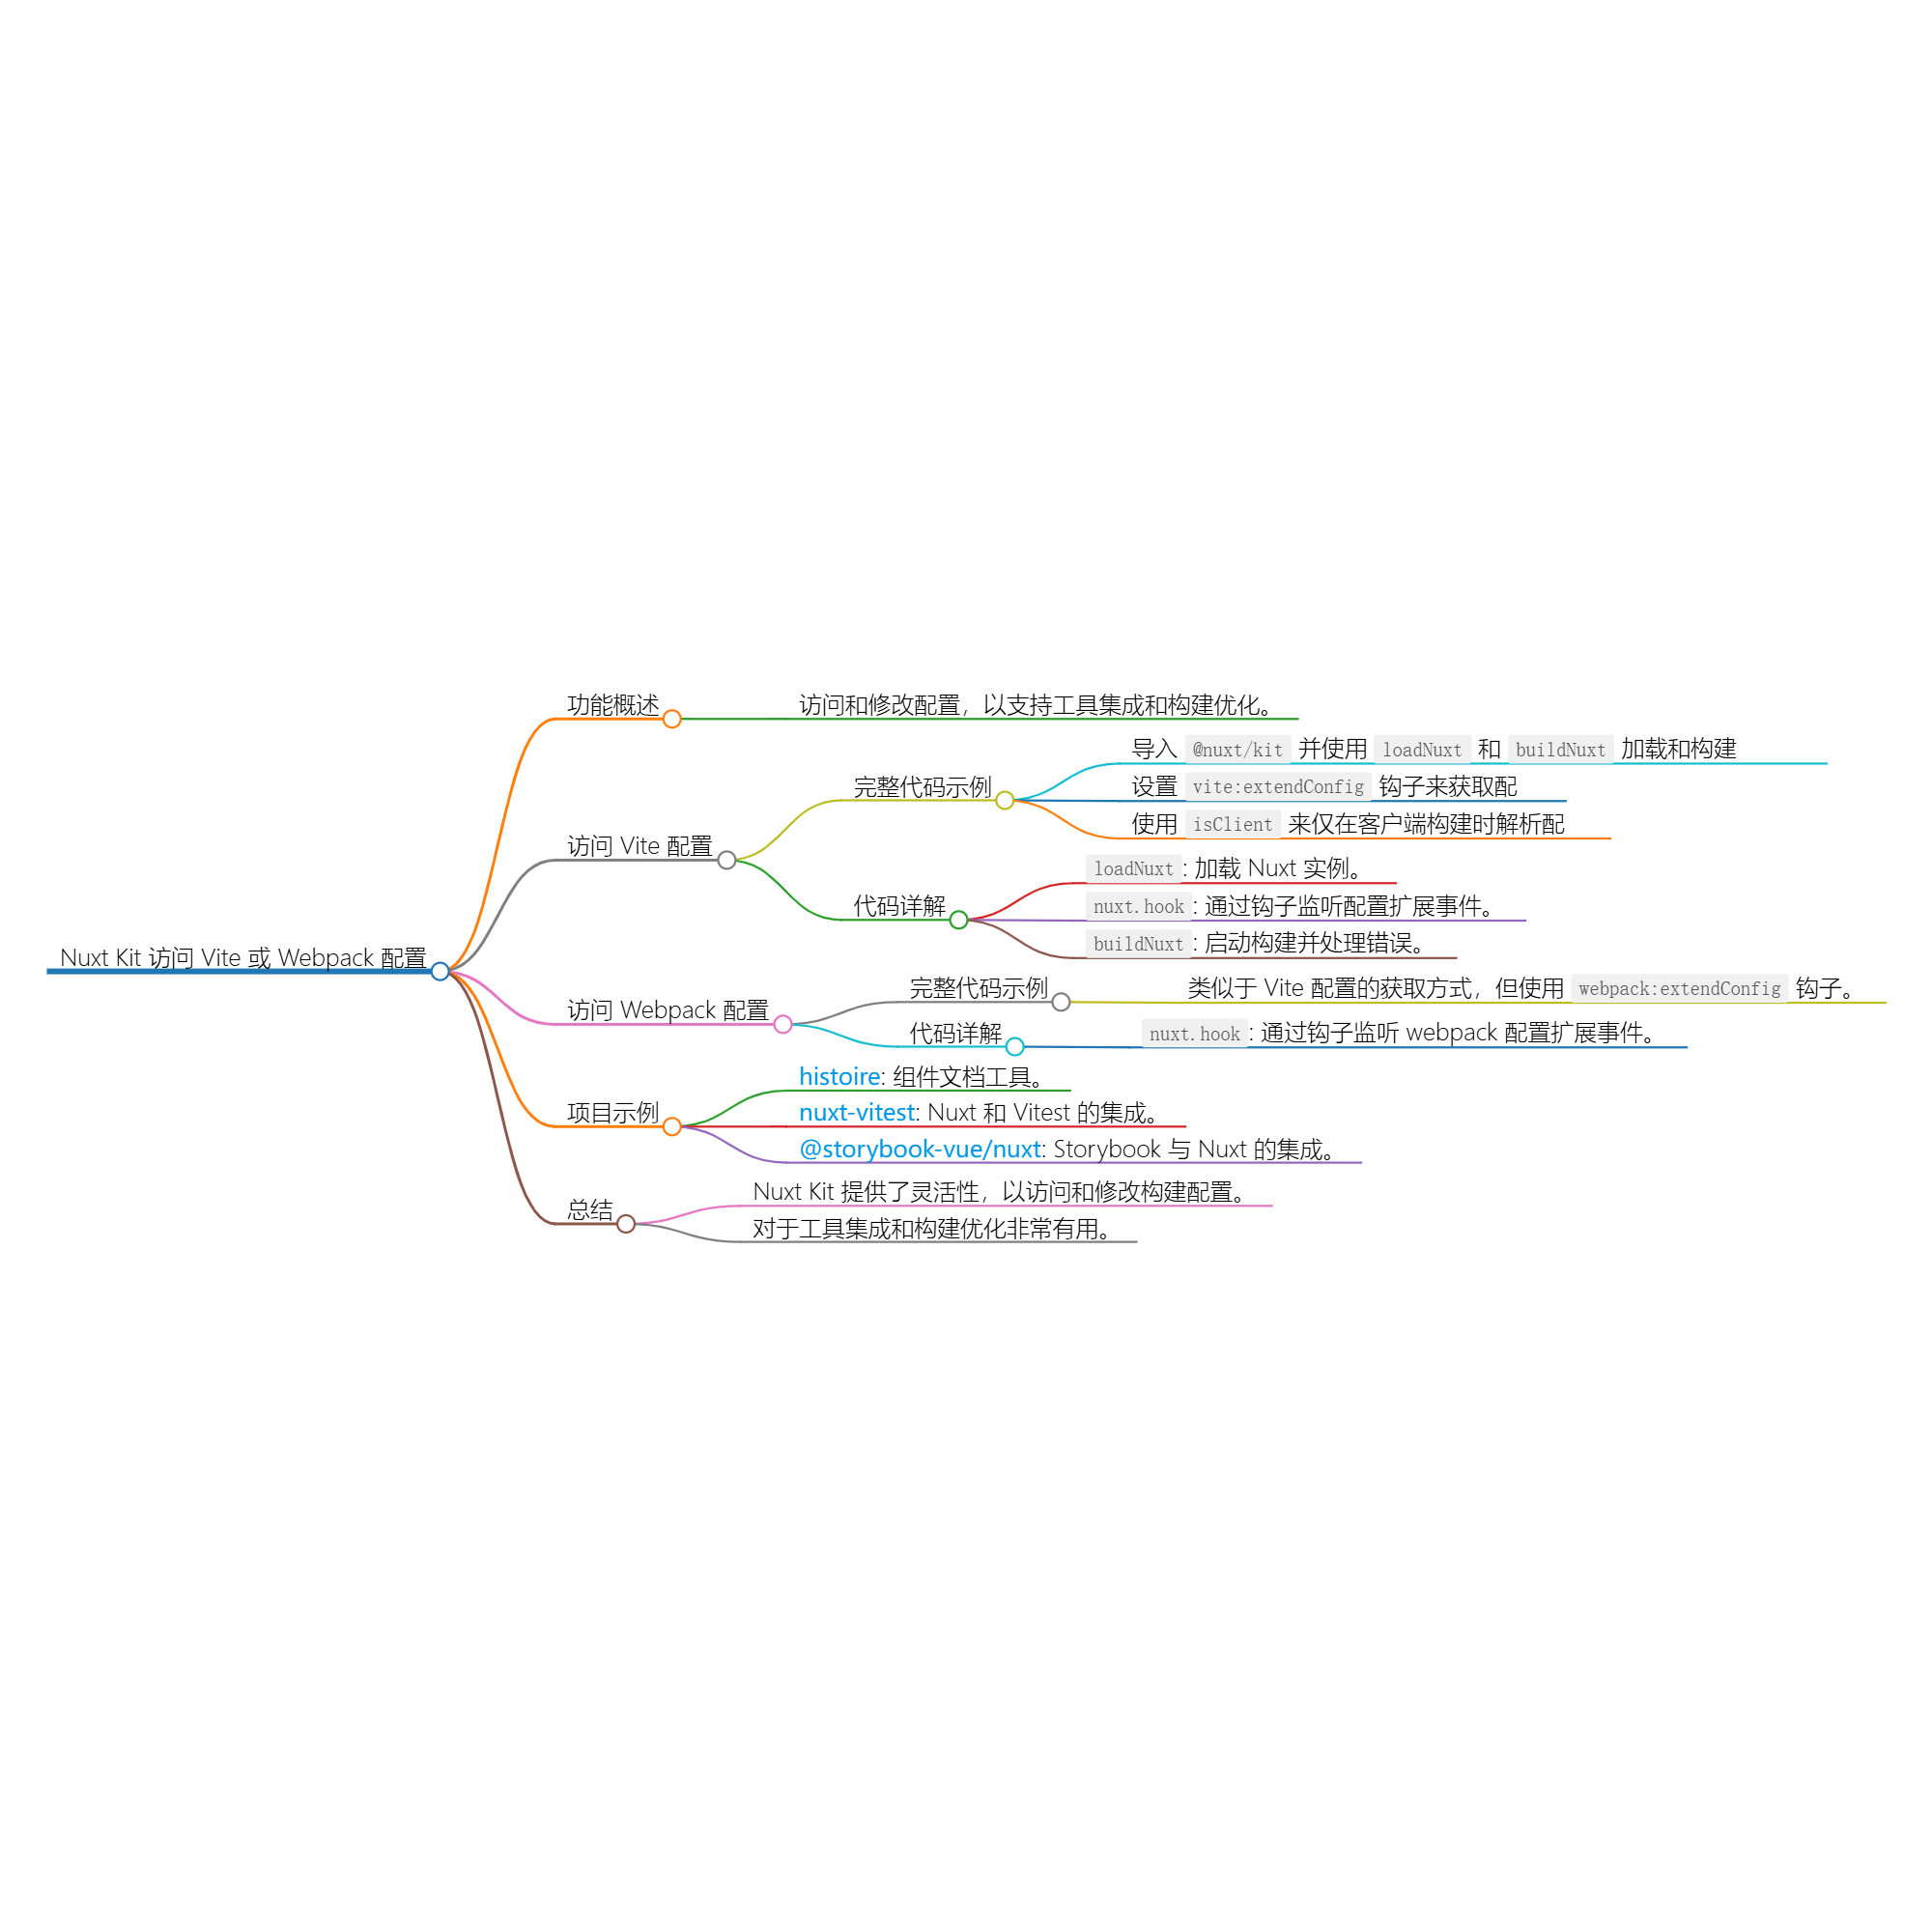 Nuxt Kit 访问 Vite 或 Webpack 配置
功能概述
访问和修改配置，以支持工具集成和构建优化。
访问 Vite 配置
完整代码示例
导入 @nuxt/kit 并使用 loadNuxt 和 buildNuxt 加载和构建
设置 vite:extendConfig 钩子来获取配
使用 isClient 来仅在客户端构建时解析配
代码详解
loadNuxt: 加载 Nuxt 实例。
nuxt.hook: 通过钩子监听配置扩展事件。
buildNuxt: 启动构建并处理错误。
访问 Webpack 配置
完整代码示例
类似于 Vite 配置的获取方式，但使用 webpack:extendConfig 钩子。
代码详解
nuxt.hook: 通过钩子监听 webpack 配置扩展事件。
项目示例
histoire: 组件文档工具。
nuxt-vitest: Nuxt 和 Vitest 的集成。
@storybook-vue/nuxt: Storybook 与 Nuxt 的集成。
总结
Nuxt Kit 提供了灵活性，以访问和修改构建配置。
对于工具集成和构建优化非常有用。